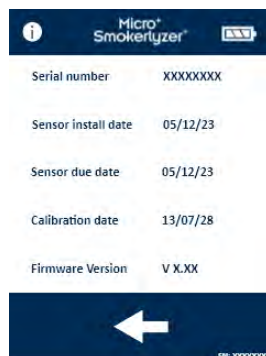 i
Micro+
Smokerlyzer®
Serial number XXXXXXXX
Sensor install date 05/12/23
Sensor due date 05/12/23
Calibration date 13/07/28
Firmware Version V X.XX